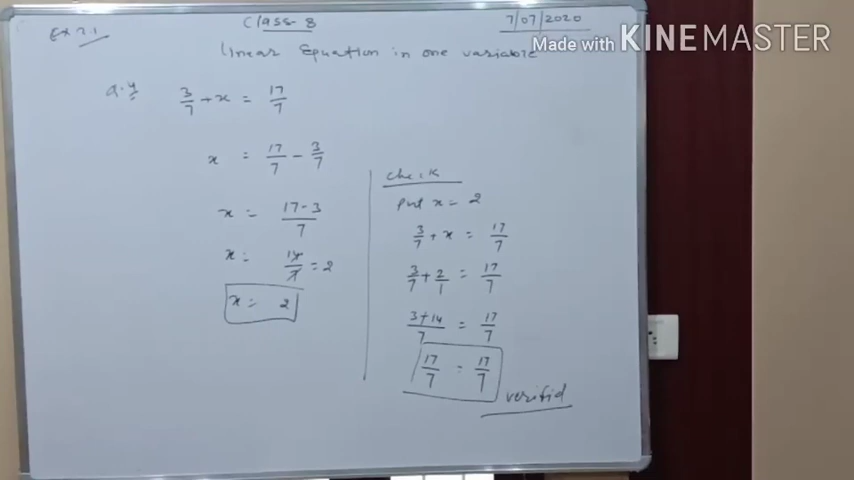 Ex 2.1
Class-8
7/07/2020
Made with KINEMASTER
Linear Equation in one variable
Q.4
3/7 + x = 17/7
x = 17/7 - 3/7
x = 17-3/7
x = 14/7 = 2
x = 2
check
Put x = 2
3/7 + x = 17/7
3/7 + 2/1 = 17/7
3+14/7 = 17/7
17/7 = 17/7
verifid